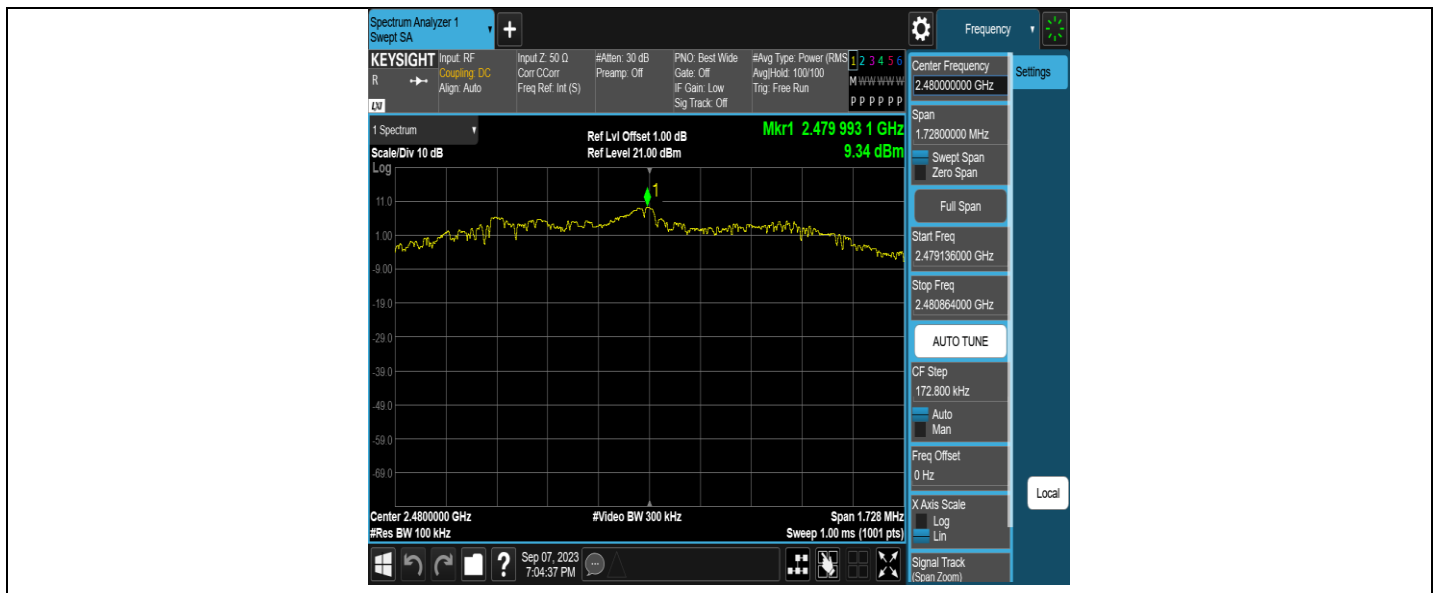 Spectrum Analyzer 1
Swept SA
+
Frequency
KEYSIGHT
R
LXI
Input: RF
Coupling: DC
Align: Auto
Input Z: 50 Ω
Corr CCorr
Freq Ref: Int (S)
#Atten: 30 dB
Preamp: Off
PNO: Best Wide
Gate: Off
IF Gain: Low
Sig Track: Off
#Avg Type: Power (RMS
Avg|Hold: 100/100
Trig: Free Run
1 2 3 4 5 6
M W W W W W
P P P P P P
Center Frequency
2.480000000 GHz
Settings
Span
1.72800000 MHz
Swept Span
Zero Span
Full Span
Start Freq
2.479136000 GHz
Stop Freq
2.480864000 GHz
AUTO TUNE
CF Step
172.800 kHz
Auto
Man
Freq Offset
0 Hz
X Axis Scale
Log
Lin
Signal Track
(Span Zoom)
Local
1 Spectrum
Scale/Div 10 dB
Log
Ref Lvl Offset 1.00 dB
Ref Level 21.00 dBm
Mkr1 2.479 993 1 GHz
9.34 dBm
1
11.0
1.00
-9.00
-19.0
-29.0
-39.0
-49.0
-59.0
-69.0
Center 2.4800000 GHz
#Video BW 300 kHz
Span 1.728 MHz
#Res BW 100 kHz
Sweep 1.00 ms (1001 pts)
?
Sep 07, 2023
7:04:37 PM